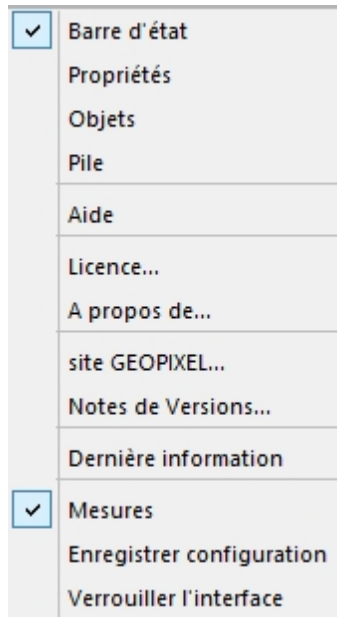 Barre d'état
Propriétés
Objets
Pile
Aide
Licence...
A propos de...
site GEOPIXEL...
Notes de Versions...
Dernière information
Mesures
Enregistrer configuration
Verrouiller l'interface